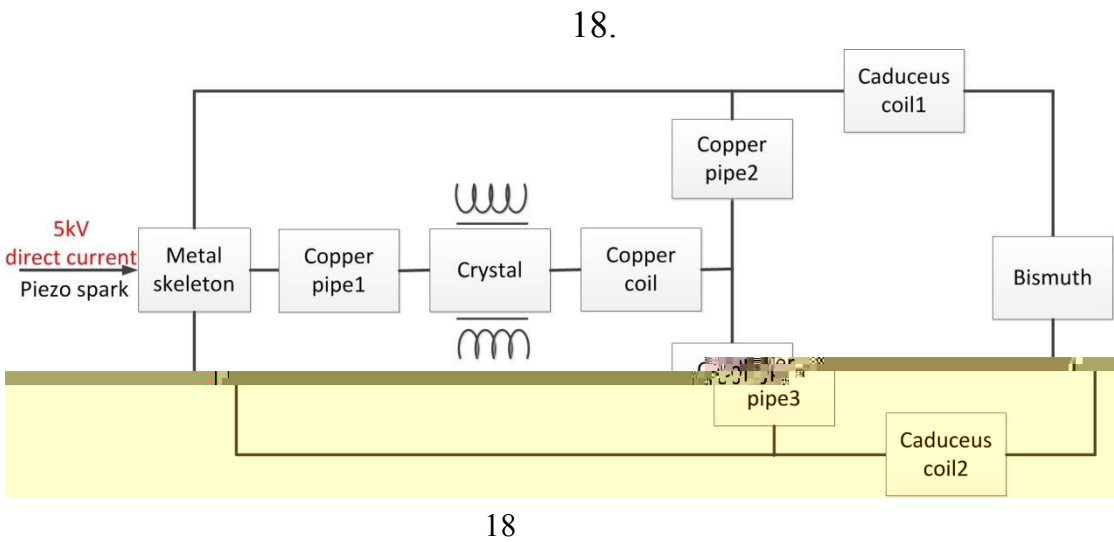 18.
Caduceus
coil1
Copper
pipe2
5kV
direct current
Piezo spark
Metal
skeleton
Copper
pipe1
Crystal
Copper
coil
Bismuth
pipe3
Caduceus
coil2
18